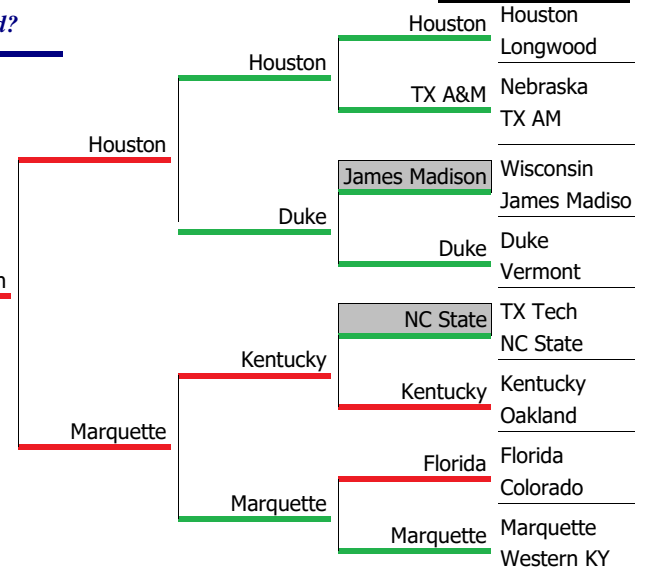 Houston
Houston
Longwood
Houston
TX A&M
Nebraska
TX AM
Houston
James Madison
Wisconsin
James Madiso
Duke
Duke
Duke
Vermont
NC State
TX Tech
NC State
Kentucky
Kentucky
Kentucky
Oakland
Marquette
Florida
Florida
Colorado
Marquette
Marquette
Marquette
Western KY